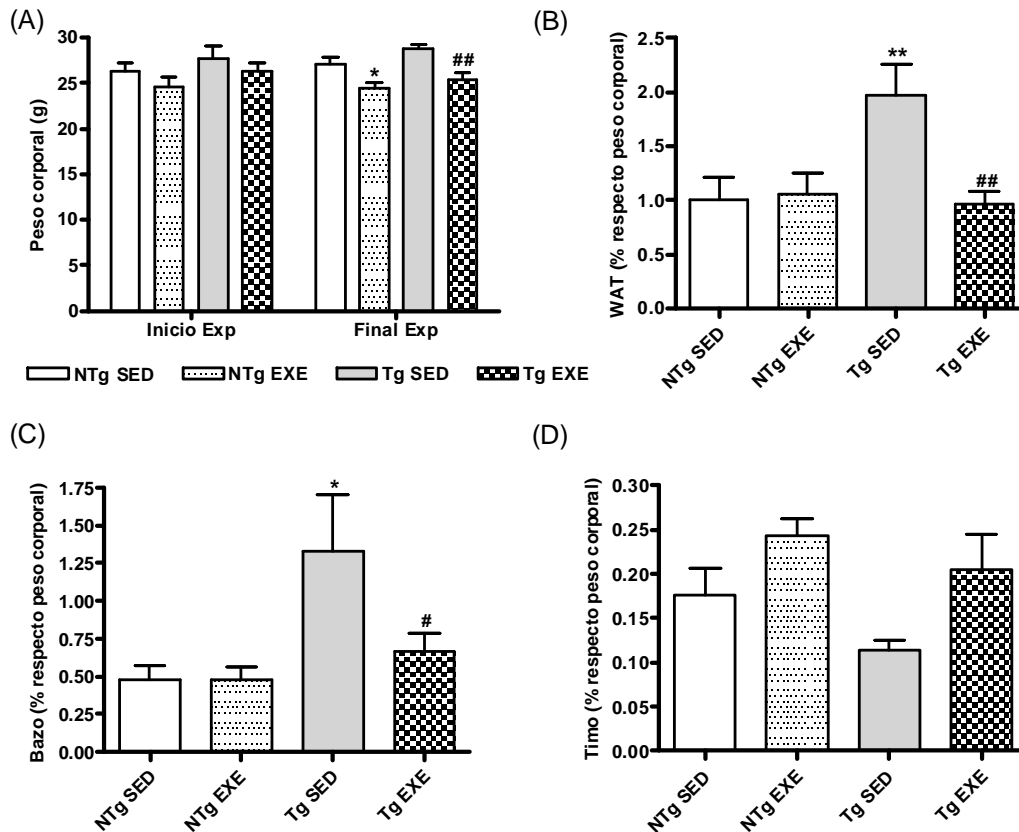 (A)
Peso corporal (g)
30
25
20
15
10
5
0
*
##
Inicio Exp
Final Exp
NTg SED
NTg EXE
Tg SED
Tg EXE
(B)
WAT (% respecto peso corporal)
2.5
2.0
1.5
1.0
0.5
0.0
**
##
NTg SED
NTg EXE
Tg SED
Tg EXE
(C)
Bazo (% respecto peso corporal)
1.75
1.50
1.25
1.00
0.75
0.50
0.25
0.00
*
#
NTg SED
NTg EXE
Tg SED
Tg EXE
(D)
Timo (% respecto peso corporal)
0.30
0.25
0.20
0.15
0.10
0.05
0.00
NTg SED
NTg EXE
Tg SED
Tg EXE